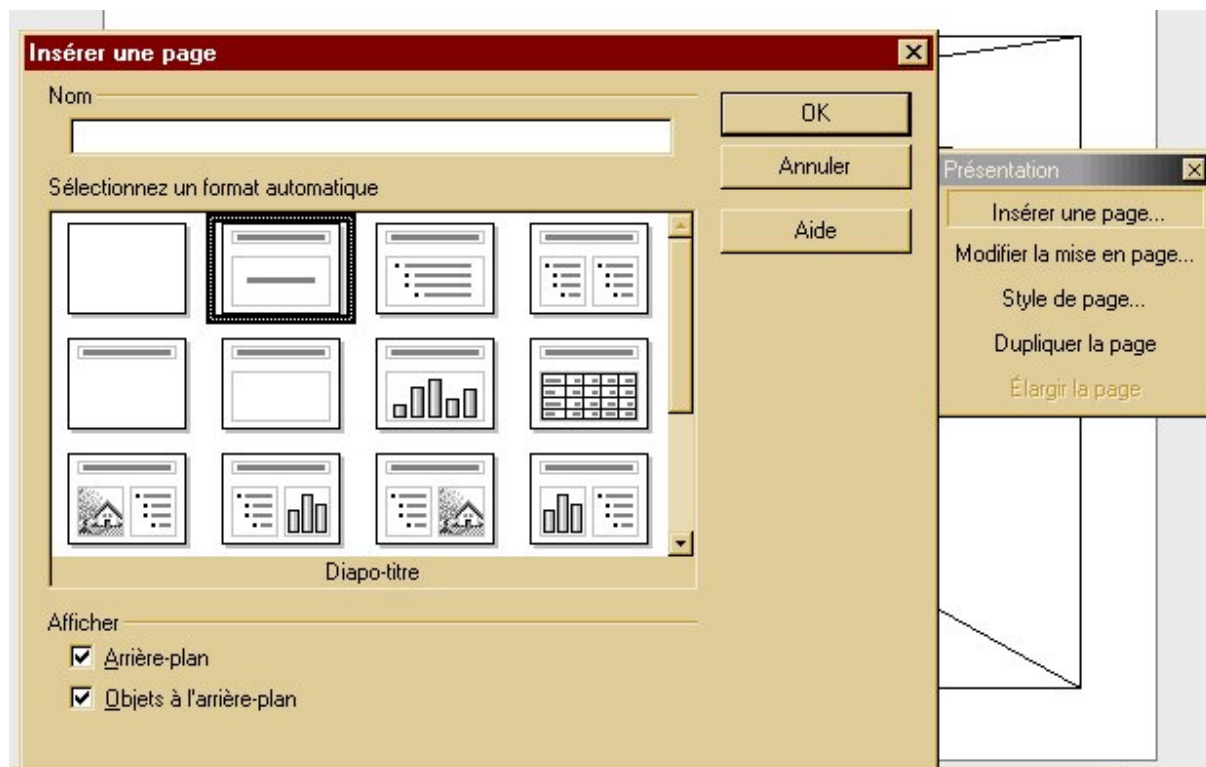 Insérer une page
Nom
OK
Annuler
Aide
Sélectionnez un format automatique
Diapo-titre
Afficher
Arrière-plan
Objets à l'arrière-plan
Présentation
Insérer une page...
Modifier la mise en page...
Style de page...
Dupliquer la page
Élargir la page